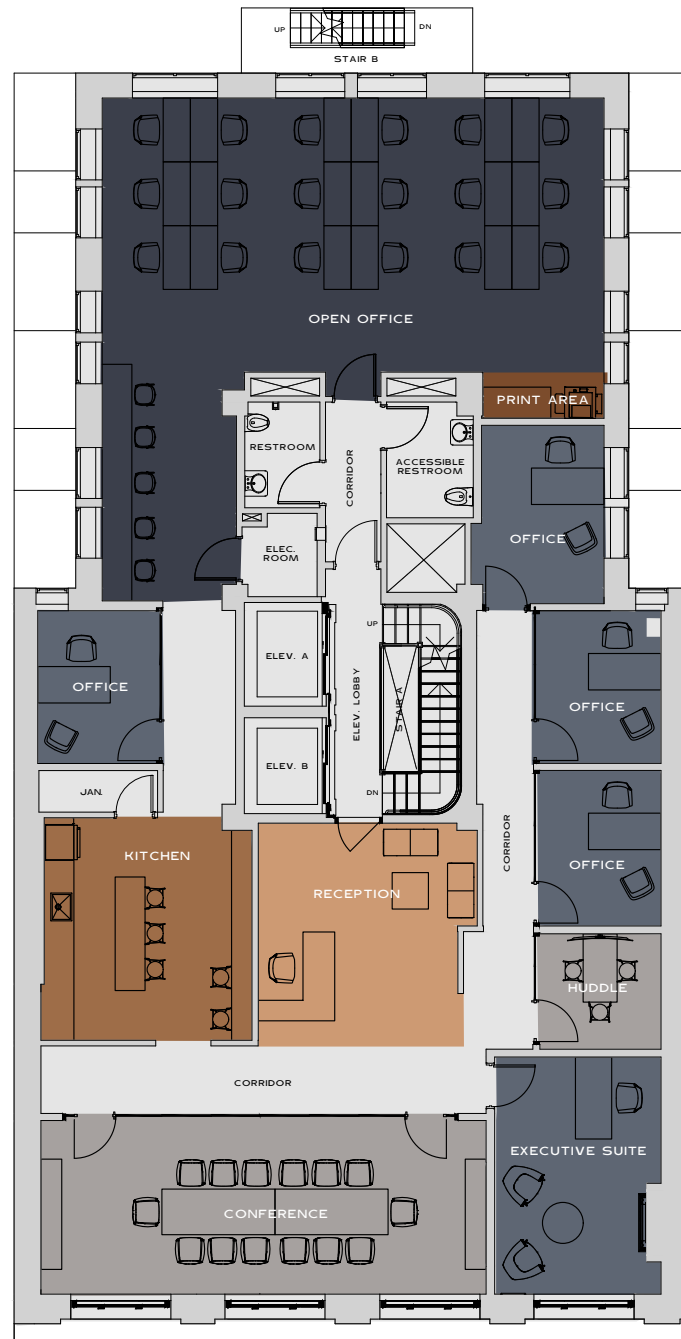 UP
DN
STAIR B
OPEN OFFICE
PRINT AREA
RESTROOM
CORRIDOR
ACCESSIBLE
RESTROOM
OFFICE
ELEC.
ROOM
UP
ELEV. A
ELEV. LOBBY
STAIR A
OFFICE
OFFICE
ELEV. B
JAN.
DN
CORRIDOR
KITCHEN
RECEPTION
OFFICE
HUDDLE
CORRIDOR
EXECUTIVE SUITE
CONFERENCE